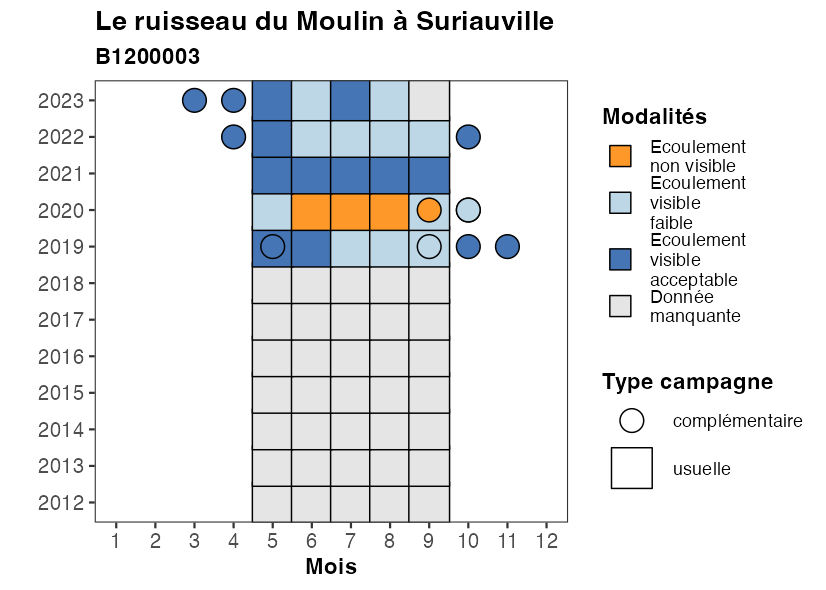 Le ruisseau du Moulin à Suriauville
B1200003
2023
2022
2021
2020
2019
2018
2017
2016
2015
2014
2013
2012
1 2 3 4 5 6 7 8 9 10 11 12
Mois
Modalités
Ecoulement
non visible
Ecoulement
visible
faible
Ecoulement
visible
acceptable
Donnée
manquante
Type campagne
complémentaire
usuelle